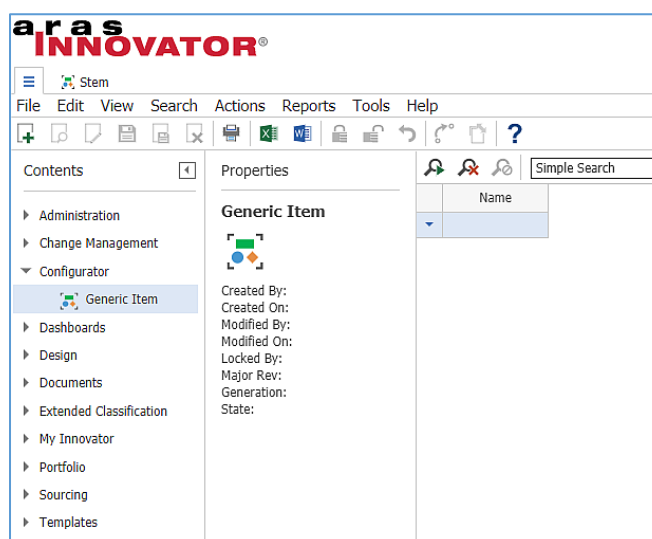 aras
INNOVATOR®
Stem
File Edit View Search Actions Reports Tools Help
?
Contents
Administration
Change Management
Configurator
Generic Item
Dashboards
Design
Documents
Extended Classification
My Innovator
Portfolio
Sourcing
Templates
Properties
Generic Item
Created By:
Created On:
Modified By:
Modified On:
Locked By:
Major Rev:
Generation:
State:
Simple Search
Name